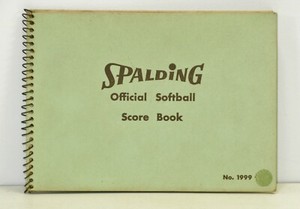 SPALDING
Official Softball
Score Book
No. 1999